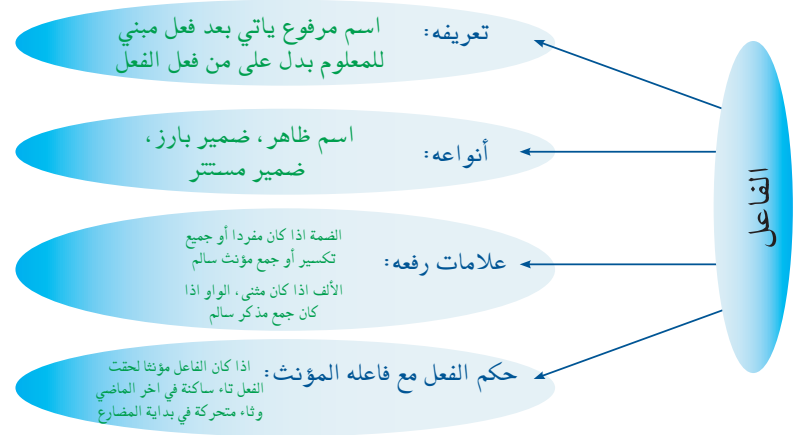 الفاعل
تعريفه:
اسم مرفوع ياتي بعد فعل مبني
للمعلوم بدل على من فعل الفعل
أنواعه:
اسم ظاهر، ضمير بارز،
ضمير مستتر
علامات رفعه:
الضمة اذا كان مفردا أو جميع
تكسير أو جمع مؤنث سالم
الألف اذا كان مثنى، الواو اذا
كان جمع مذكر سالم
حكم الفعل مع فاعله المؤنث:
اذا كان الفاعل مؤنثا لحقت
الفعل تاء ساكنة في اخر الماضي
وثاء متحركة في بداية المضارع